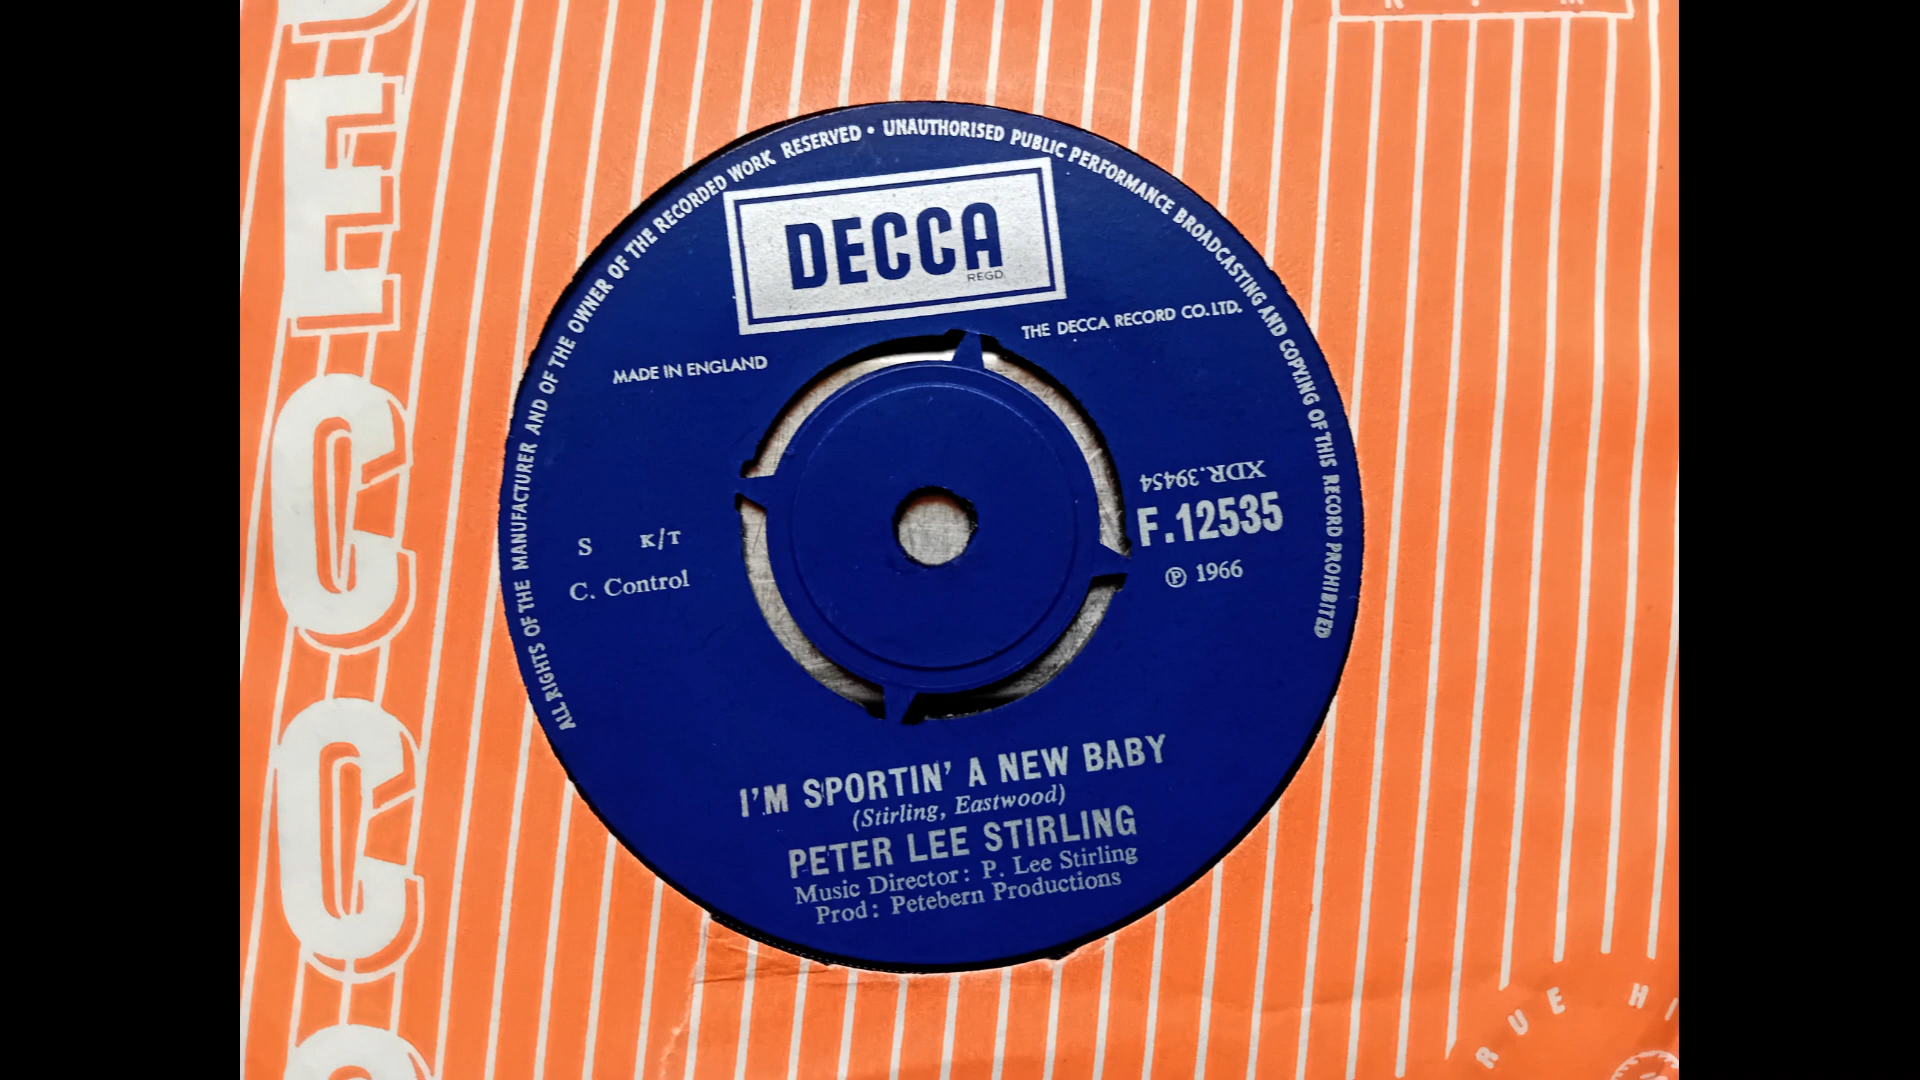 DECCA
ALL RIGHTS OF THE MANUFACTURER AND OF THE OWNER OF THE RECORDED WORK RESERVED • UNAUTHORISED PUBLIC PERFORMANCE BROADCASTING AND COPYING OF THIS RECORD PROHIBITED
DECCA
REGD.
THE DECCA RECORD CO. LTD.
MADE IN ENGLAND
XDR.39454
F.12535
℗ 1966
S K/T
C. Control
I'M SPORTIN' A NEW BABY
(Stirling, Eastwood)
PETER LEE STIRLING
Music Director: P. Lee Stirling
Prod: Petebern Productions